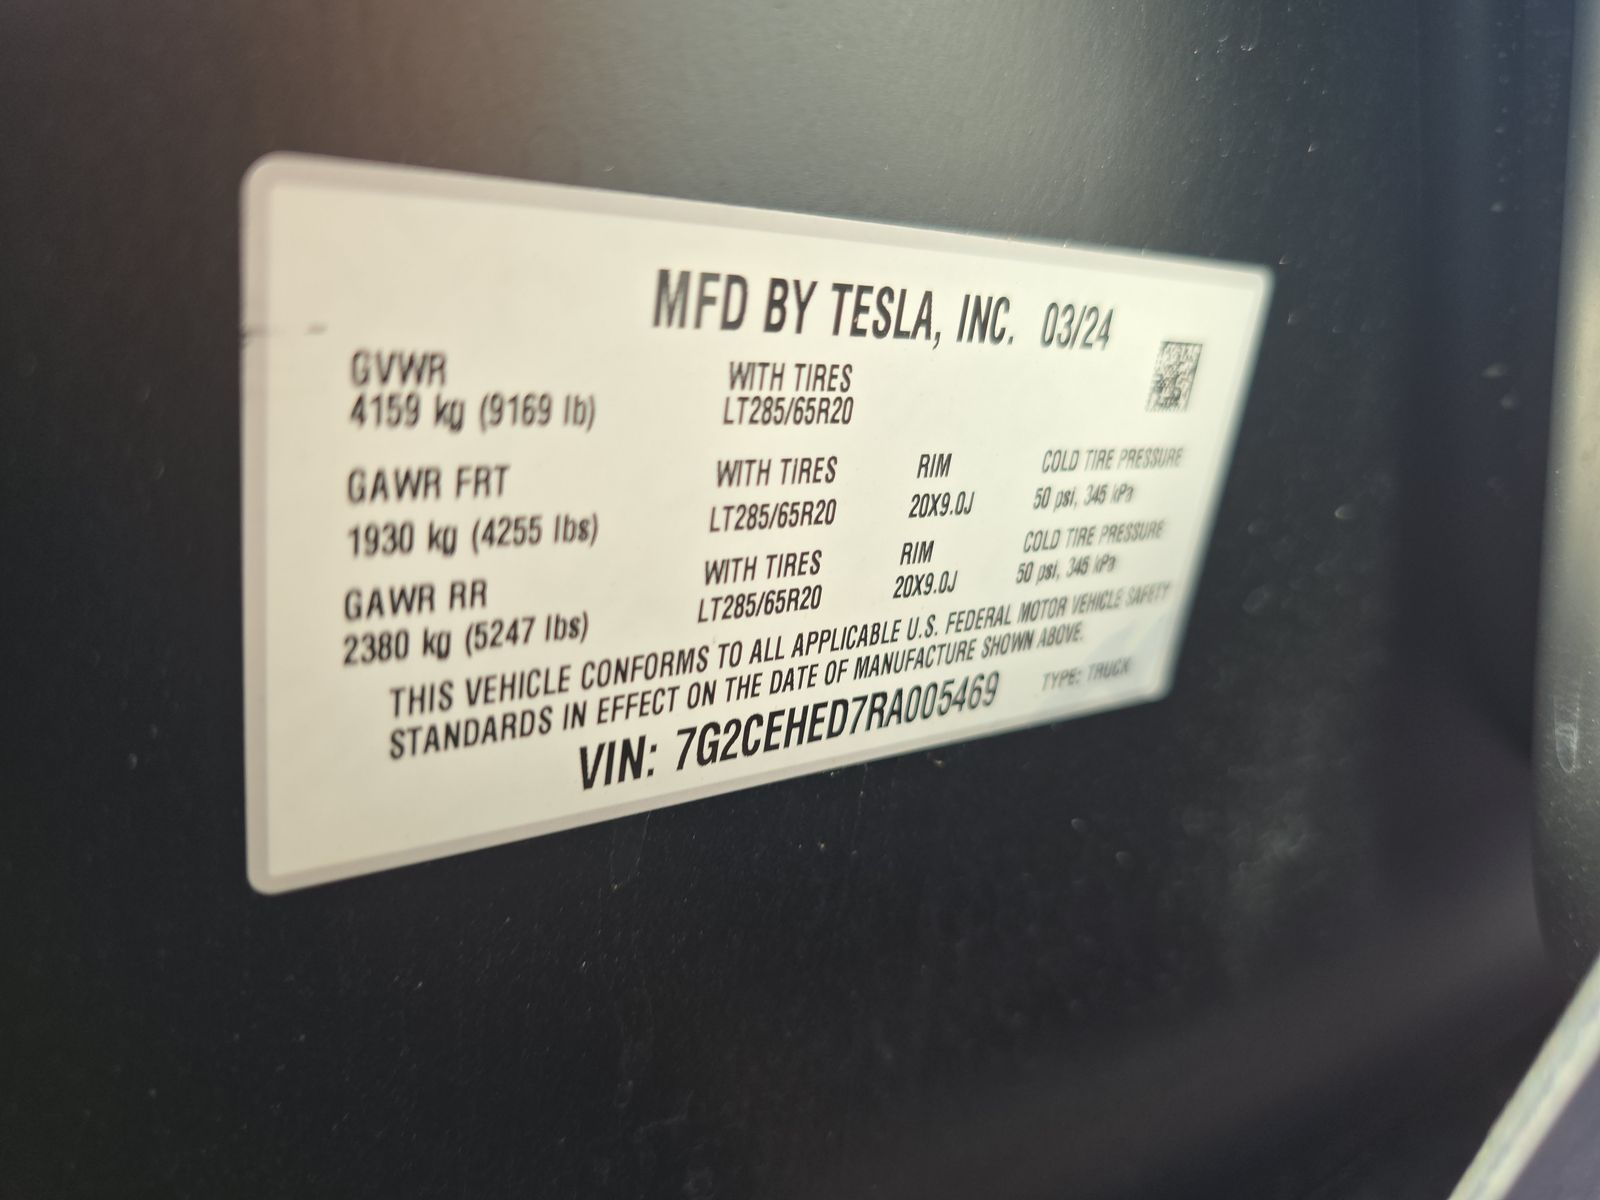 MFD BY TESLA, INC. 03/24
GVWR WITH TIRES
4159 kg (9169 lb) LT285/65R20
GAWR FRT WITH TIRES RIM COLD TIRE PRESSURE
1930 kg (4255 lbs) LT285/65R20 20X9.0J 50 psi, 345 kPa
GAWR RR WITH TIRES RIM COLD TIRE PRESSURE
2380 kg (5247 lbs) LT285/65R20 20X9.0J 50 psi, 345 kPa
THIS VEHICLE CONFORMS TO ALL APPLICABLE U.S. FEDERAL MOTOR VEHICLE SAFETY
STANDARDS IN EFFECT ON THE DATE OF MANUFACTURE SHOWN ABOVE.
VIN: 7G2CEHED7RA005469 TYPE: TRUCK